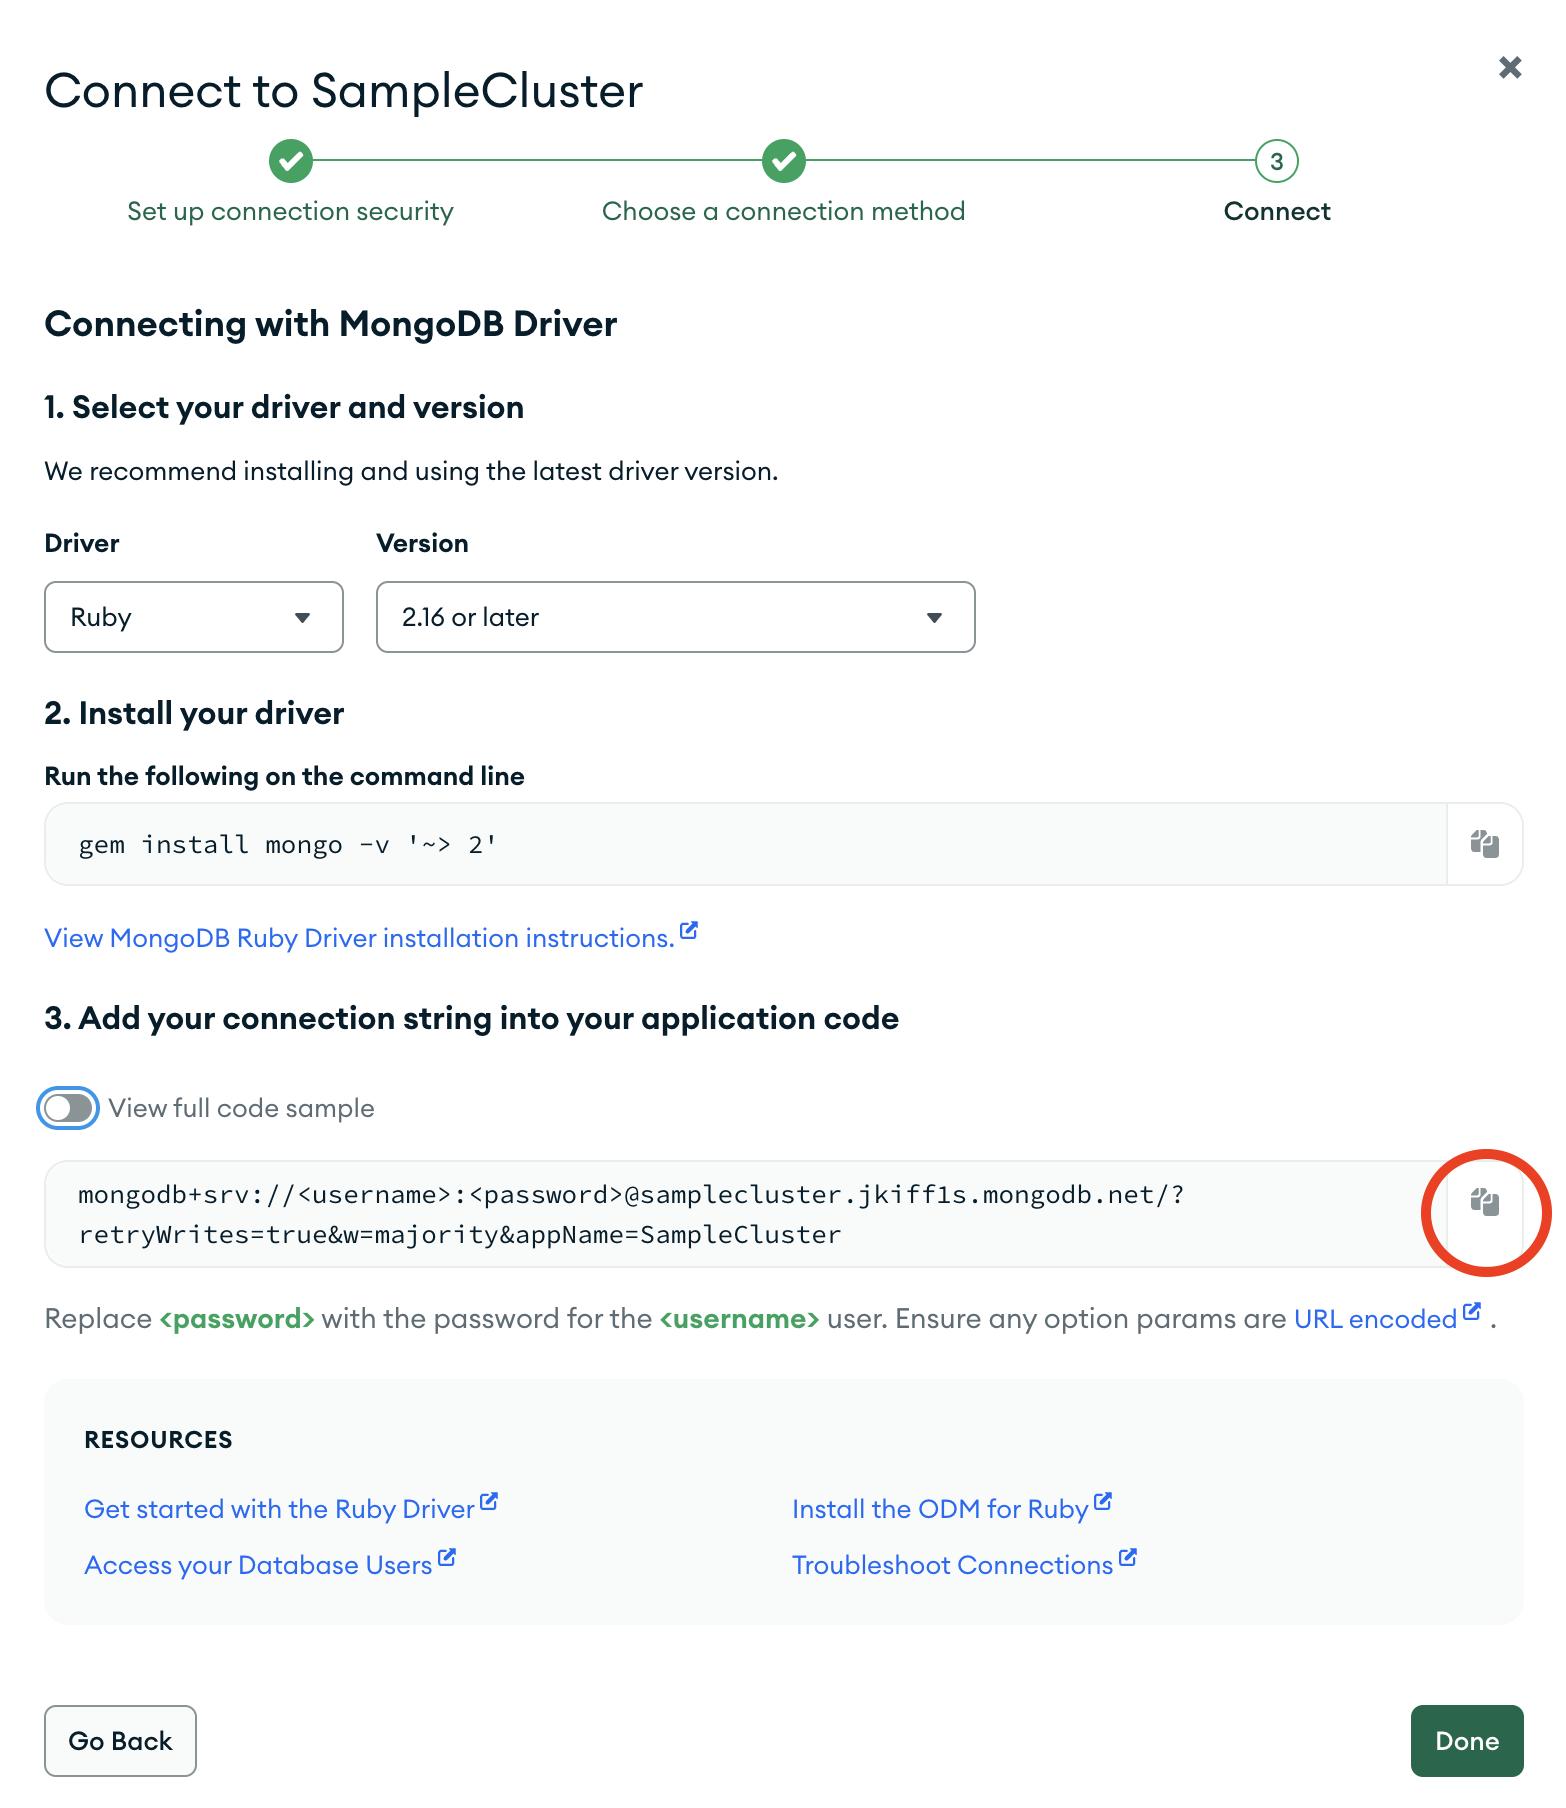 Connect to SampleCluster
3
Set up connection security
Choose a connection method
Connect
Connecting with MongoDB Driver
1. Select your driver and version
We recommend installing and using the latest driver version.
Driver
Version
Ruby
2.16 or later
2. Install your driver
Run the following on the command line
gem install mongo -v '~> 2'
View MongoDB Ruby Driver installation instructions.
3. Add your connection string into your application code
View full code sample
mongodb+srv://<username>:<password>@samplecluster.jkiff1s.mongodb.net/?
retryWrites=true&w=majority&appName=SampleCluster
Replace <password> with the password for the <username> user. Ensure any option params are URL encoded .
RESOURCES
Get started with the Ruby Driver
Install the ODM for Ruby
Access your Database Users
Troubleshoot Connections
Go Back
Done